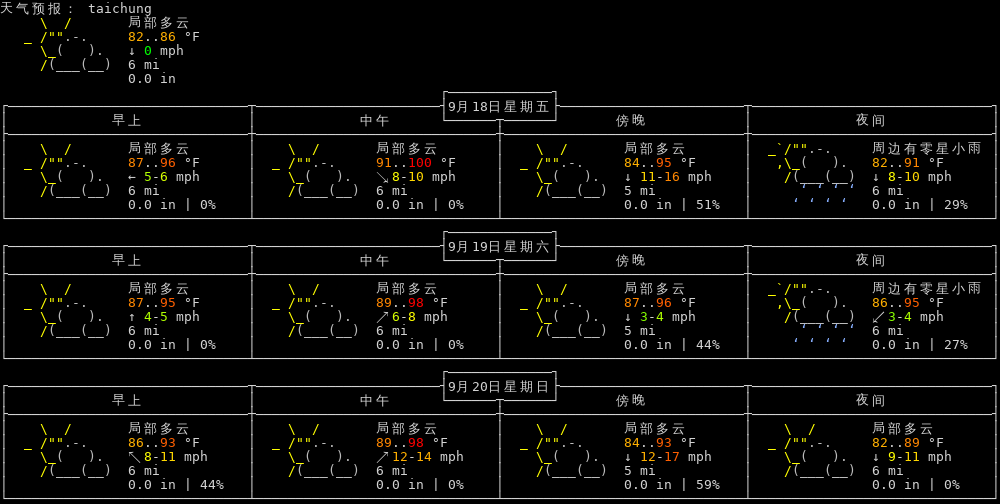 天气预报： taichung
局部多云
82..86 °F
↓ 0 mph
6 mi
0.0 in
9月18日星期五
早上 中午 傍晚 夜间
局部多云 局部多云 局部多云 周边有零星小雨
87..96 °F 91..100 °F 84..95 °F 82..91 °F
← 5-6 mph ↘ 8-10 mph ↓ 11-16 mph ↓ 8-10 mph
6 mi 6 mi 5 mi 6 mi
0.0 in | 0% 0.0 in | 0% 0.0 in | 51% 0.0 in | 29%
9月19日星期六
早上 中午 傍晚 夜间
局部多云 局部多云 局部多云 周边有零星小雨
87..95 °F 89..98 °F 87..96 °F 86..95 °F
↑ 4-5 mph ↗ 6-8 mph ↓ 3-4 mph ↙ 3-4 mph
6 mi 6 mi 5 mi 6 mi
0.0 in | 0% 0.0 in | 0% 0.0 in | 44% 0.0 in | 27%
9月20日星期日
早上 中午 傍晚 夜间
局部多云 局部多云 局部多云 局部多云
86..93 °F 89..98 °F 84..93 °F 82..89 °F
↖ 8-11 mph ↗ 12-14 mph ↓ 12-17 mph ↓ 9-11 mph
6 mi 6 mi 5 mi 6 mi
0.0 in | 44% 0.0 in | 0% 0.0 in | 59% 0.0 in | 0%